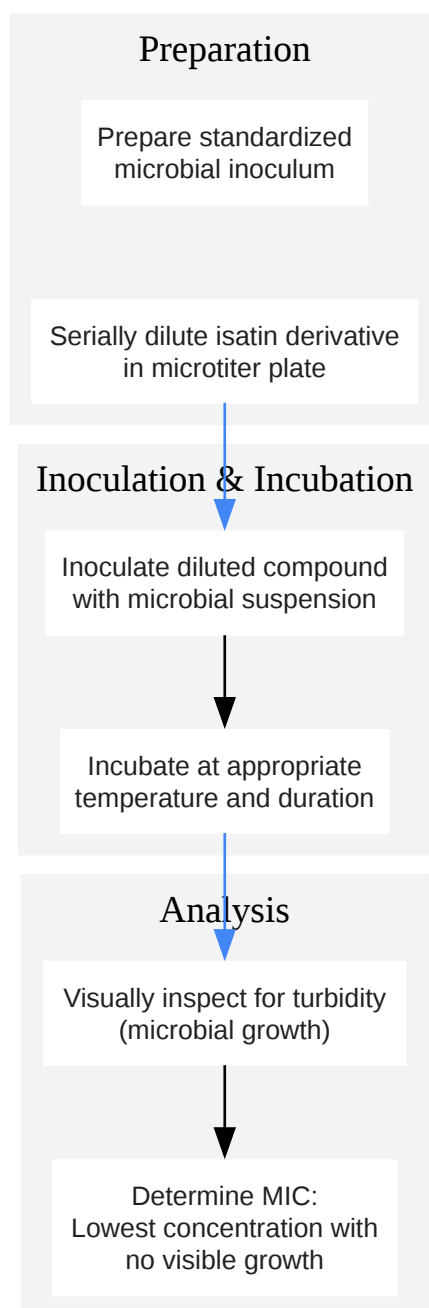 Preparation
Prepare standardized
microbial inoculum
Serially dilute isatin derivative
in microtiter plate
Inoculation & Incubation
Inoculate diluted compound
with microbial suspension
Incubate at appropriate
temperature and duration
Analysis
Visually inspect for turbidity
(microbial growth)
Determine MIC:
Lowest concentration with
no visible growth